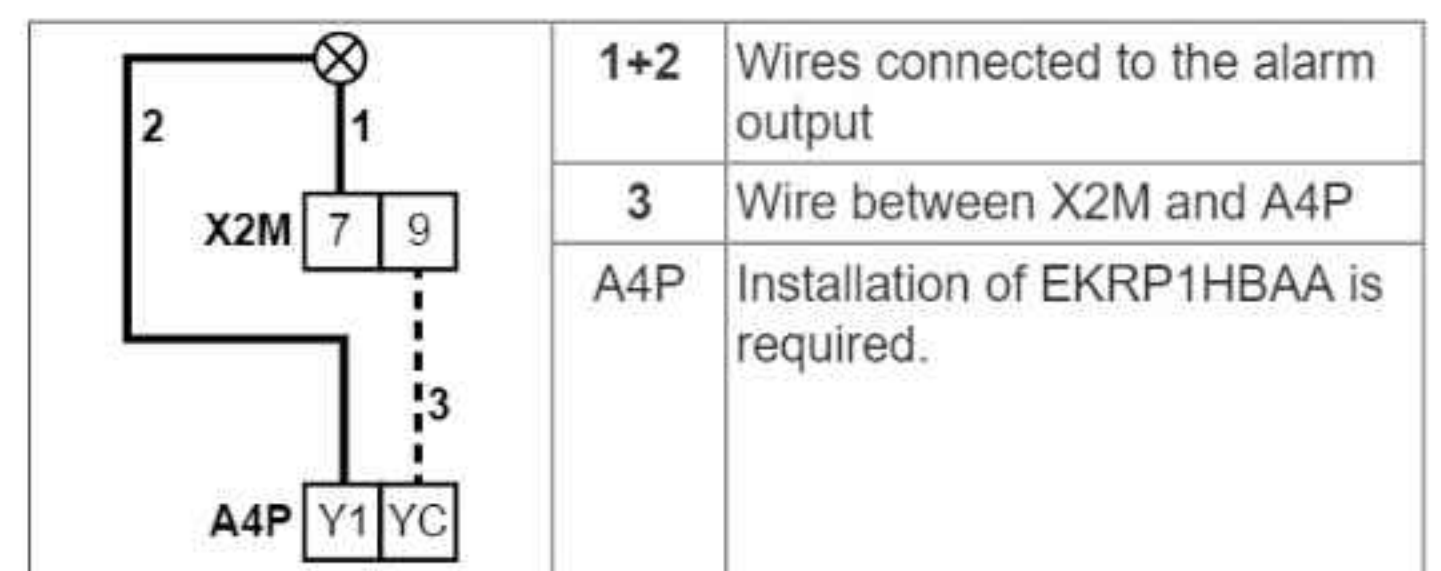 2
1
X2M 7 9
3
A4P Y1 YC
1+2 Wires connected to the alarm
output
3 Wire between X2M and A4P
A4P Installation of EKRP1HBAA is
required.